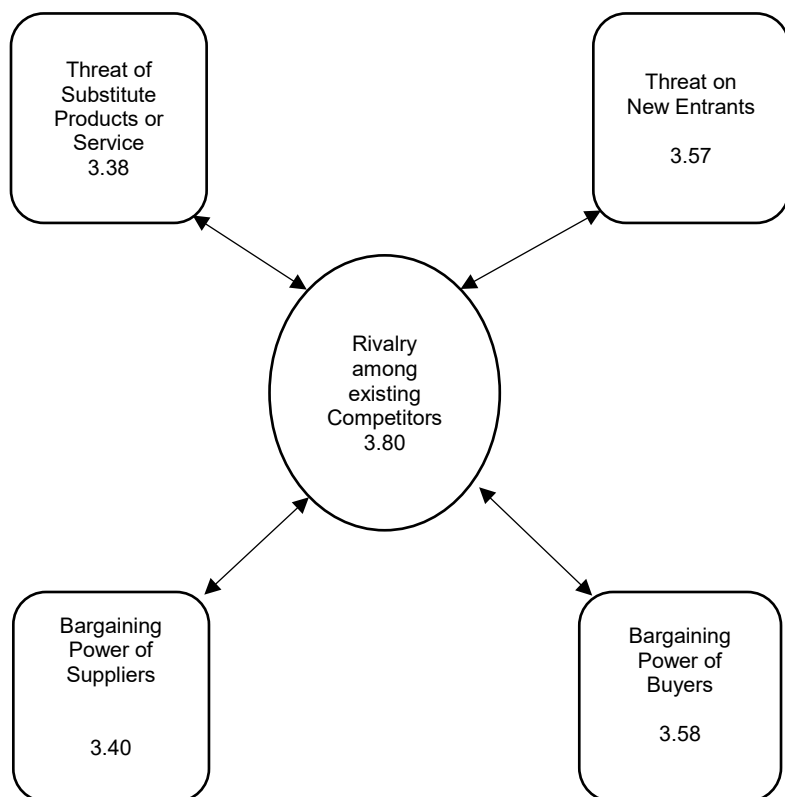 Threat of
Substitute
Products or
Service
3.38
Threat on
New Entrants
3.57
Rivalry
among
existing
Competitors
3.80
Bargaining
Power of
Suppliers
3.40
Bargaining
Power of
Buyers
3.58